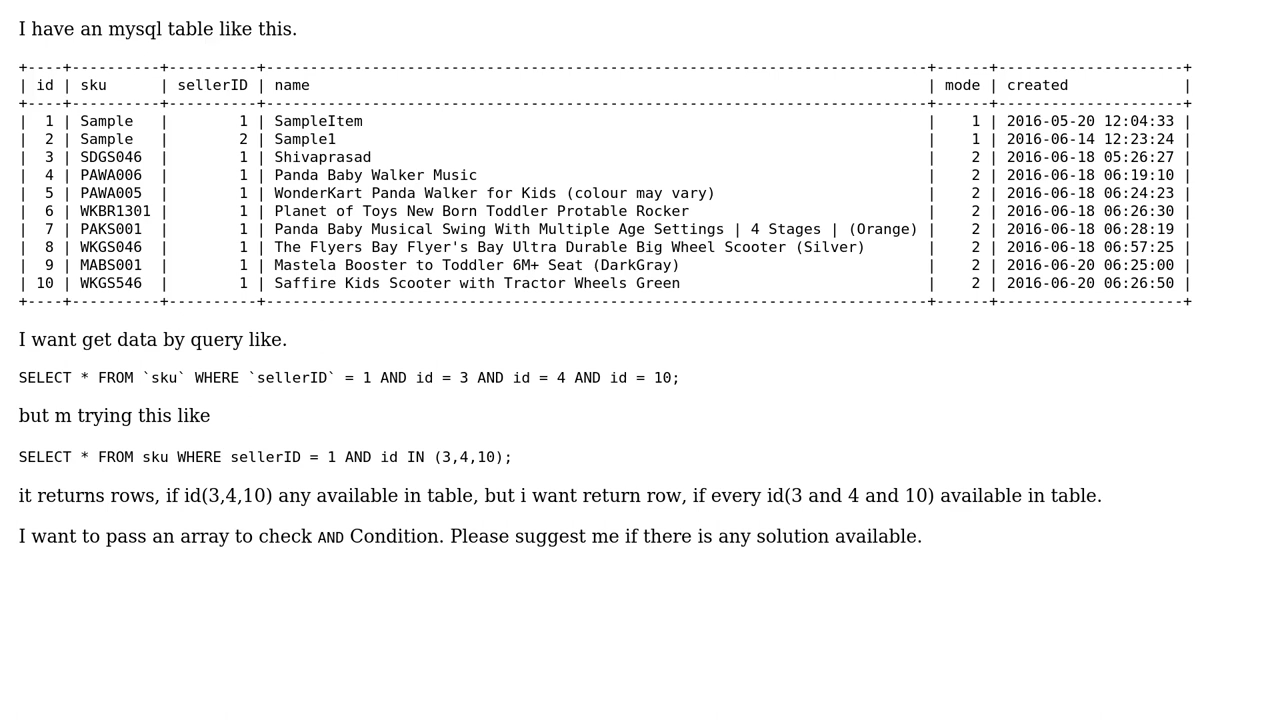 I have an mysql table like this.
+----+----------+----------+---------------------------------------------------------------------------+------+---------------------+
| id | sku      | sellerID | name                                                                      | mode | created             |
+----+----------+----------+---------------------------------------------------------------------------+------+---------------------+
|  1 | Sample   |        1 | SampleItem                                                                |    1 | 2016-05-20 12:04:33 |
|  2 | Sample   |        2 | Sample1                                                                   |    1 | 2016-06-14 12:23:24 |
|  3 | SDGS046  |        1 | Shivaprasad                                                               |    2 | 2016-06-18 05:26:27 |
|  4 | PAWA006  |        1 | Panda Baby Walker Music                                                   |    2 | 2016-06-18 06:19:10 |
|  5 | PAWA005  |        1 | WonderKart Panda Walker for Kids (colour may vary)                        |    2 | 2016-06-18 06:24:23 |
|  6 | WKBR1301 |        1 | Planet of Toys New Born Toddler Protable Rocker                           |    2 | 2016-06-18 06:26:30 |
|  7 | PAKS001  |        1 | Panda Baby Musical Swing With Multiple Age Settings | 4 Stages | (Orange) |    2 | 2016-06-18 06:28:19 |
|  8 | WKGS046  |        1 | The Flyers Bay Flyer's Bay Ultra Durable Big Wheel Scooter (Silver)       |    2 | 2016-06-18 06:57:25 |
|  9 | MABS001  |        1 | Mastela Booster to Toddler 6M+ Seat (DarkGray)                            |    2 | 2016-06-20 06:25:00 |
| 10 | WKGS546  |        1 | Saffire Kids Scooter with Tractor Wheels Green                            |    2 | 2016-06-20 06:26:50 |
+----+----------+----------+---------------------------------------------------------------------------+------+---------------------+
I want get data by query like.
SELECT * FROM `sku` WHERE `sellerID` = 1 AND id = 3 AND id = 4 AND id = 10;
but m trying this like
SELECT * FROM sku WHERE sellerID = 1 AND id IN (3,4,10);
it returns rows, if id(3,4,10) any available in table, but i want return row, if every id(3 and 4 and 10) available in table.
I want to pass an array to check AND Condition. Please suggest me if there is any solution available.